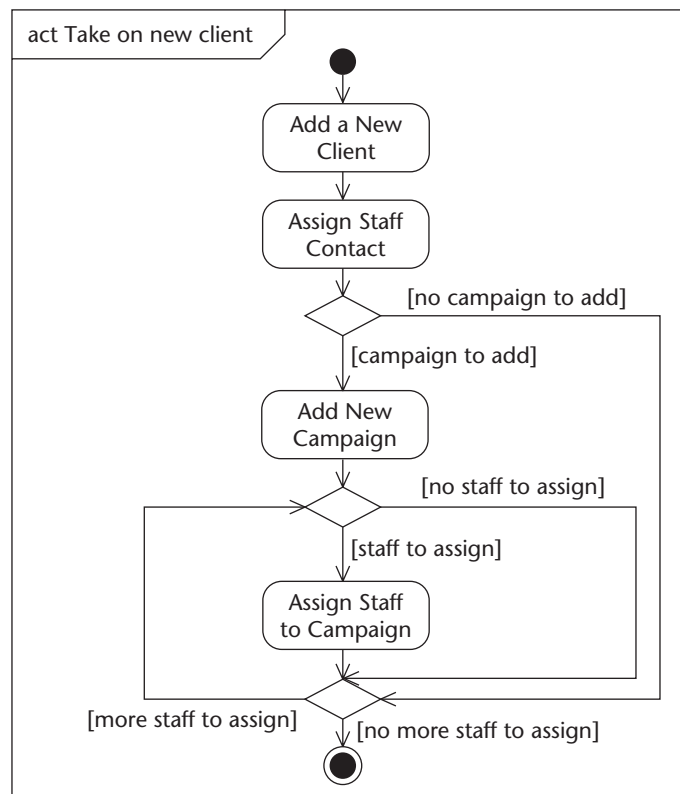 act Take on new client
Add a New
Client
Assign Staff
Contact
[no campaign to add]
[campaign to add]
Add New
Campaign
[no staff to assign]
[staff to assign]
Assign Staff
to Campaign
[more staff to assign]
[no more staff to assign]